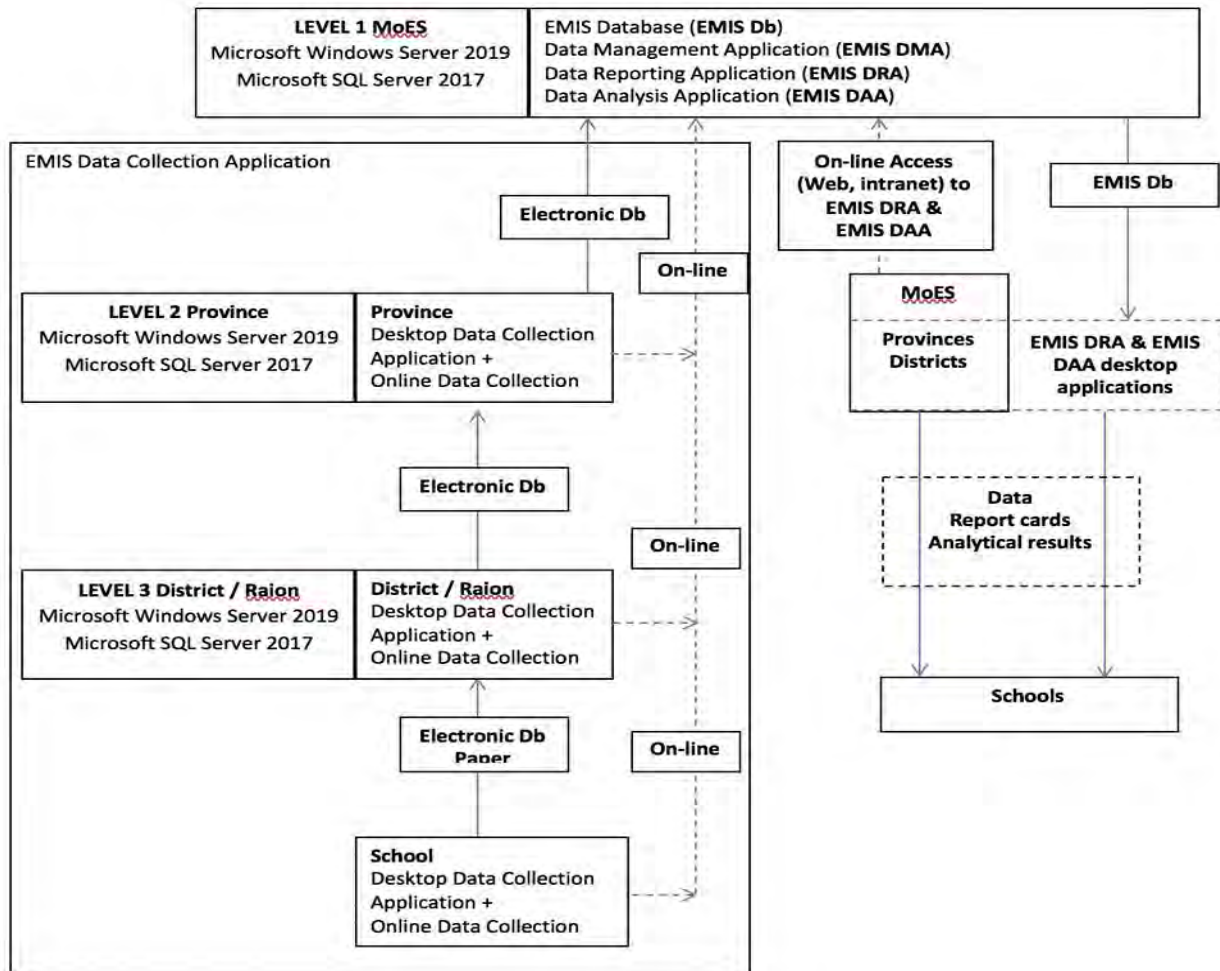 LEVEL 1 MoES
Microsoft Windows Server 2019
Microsoft SQL Server 2017
EMIS Database (EMIS Db)
Data Management Application (EMIS DMA)
Data Reporting Application (EMIS DRA)
Data Analysis Application (EMIS DAA)
EMIS Data Collection Application
Electronic Db
On-line
On-line Access
(Web, intranet) to
EMIS DRA &
EMIS DAA
EMIS Db
LEVEL 2 Province
Microsoft Windows Server 2019
Microsoft SQL Server 2017
Province
Desktop Data Collection
Application +
Online Data Collection
MoES
Provinces
Districts
EMIS DRA & EMIS
DAA desktop
applications
Electronic Db
On-line
Data
Report cards
Analytical results
LEVEL 3 District / Raion
Microsoft Windows Server 2019
Microsoft SQL Server 2017
District / Raion
Desktop Data Collection
Application +
Online Data Collection
Schools
Electronic Db
Paper
On-line
School
Desktop Data Collection
Application +
Online Data Collection